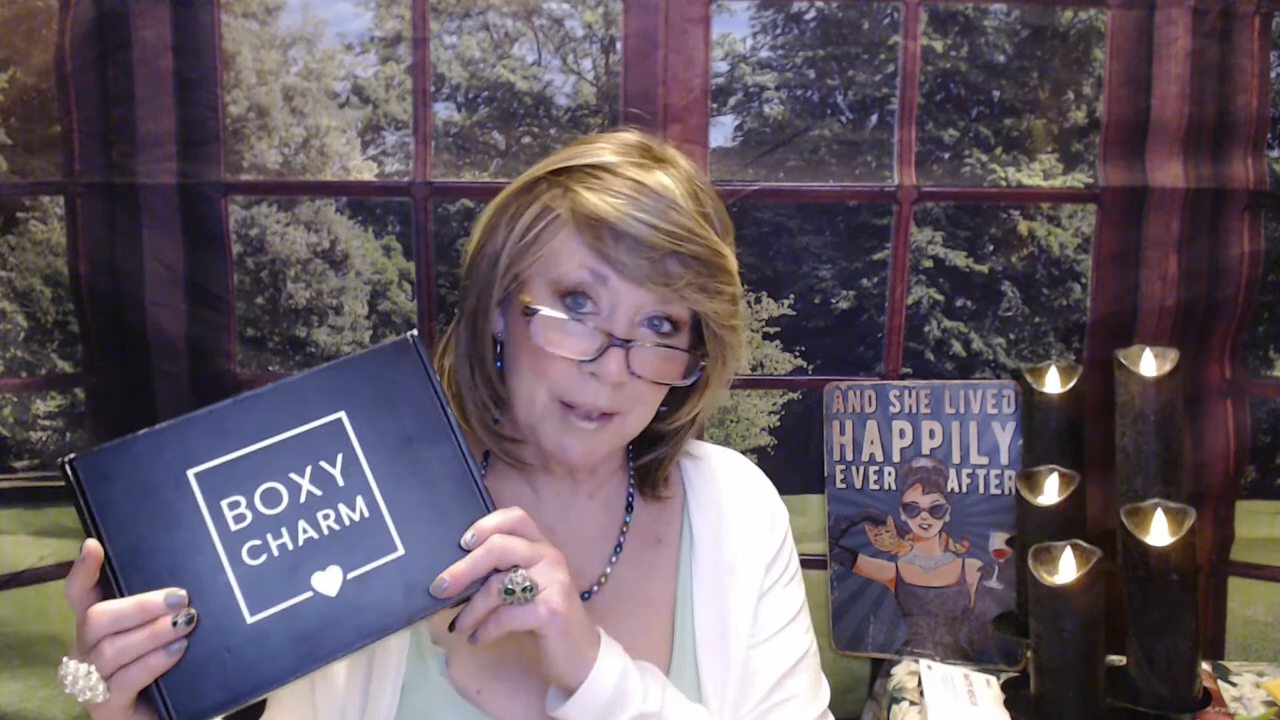 BOXY
CHARM
AND SHE LIVED
HAPPILY
EVER AFTER